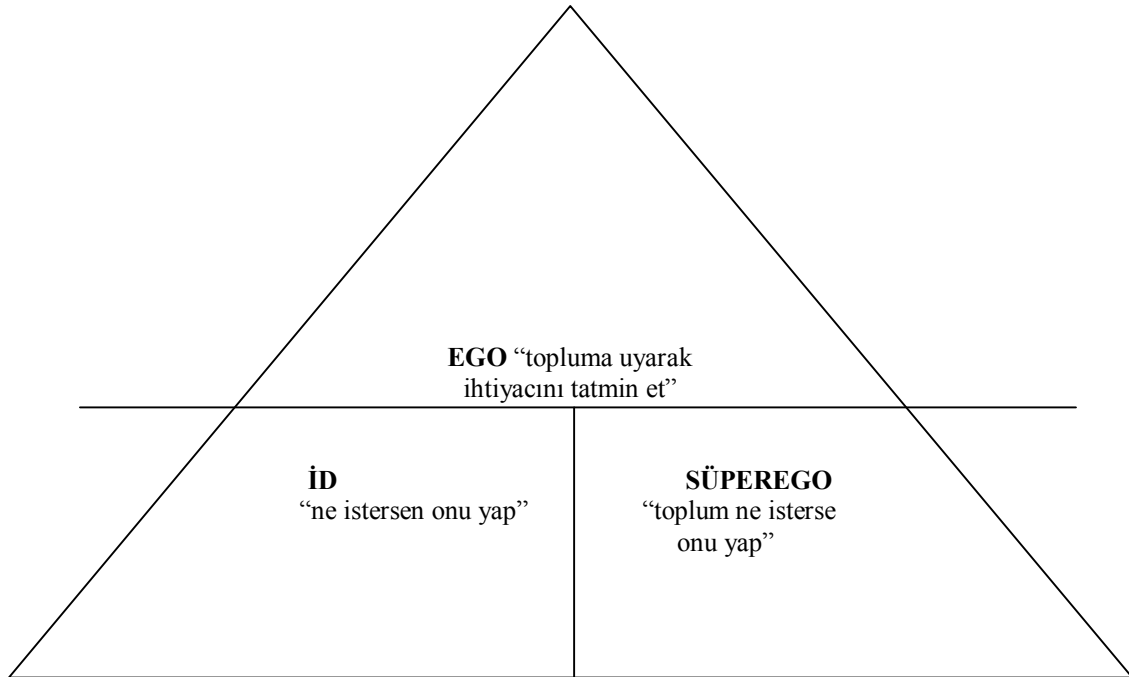 EGO “topluma uyarak
ihtiyacını tatmin et”
İD
“ne istersen onu yap”
SÜPEREGO
“toplum ne isterse
onu yap”